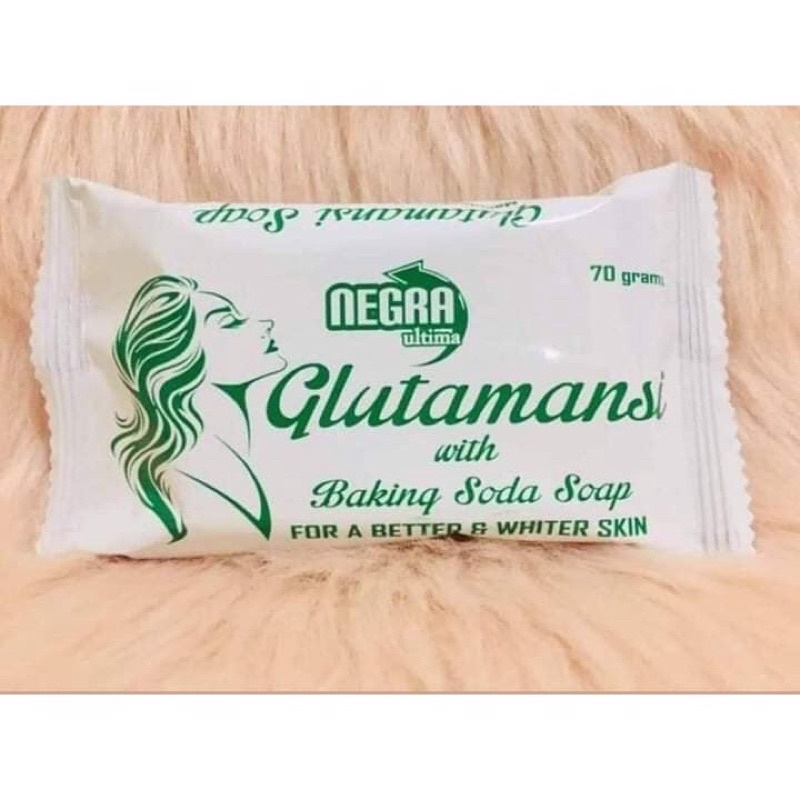 Glutamansi Soap
70 grams
NEGRA
ultima
Glutamansi
with
Baking Soda Soap
FOR A BETTER & WHITER SKIN